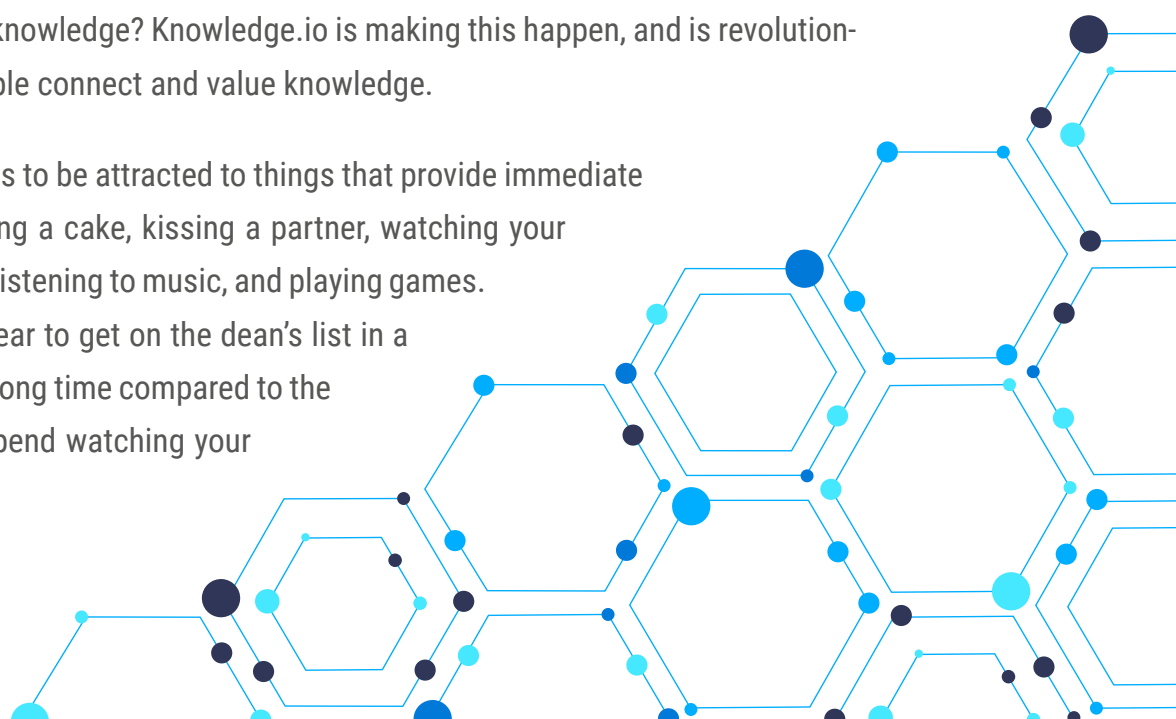 knowledge? Knowledge.io is making this happen, and is revolution-
ple connect and value knowledge.
s to be attracted to things that provide immediate
ng a cake, kissing a partner, watching your
listening to music, and playing games.
ear to get on the dean’s list in a
ong time compared to the
pend watching your